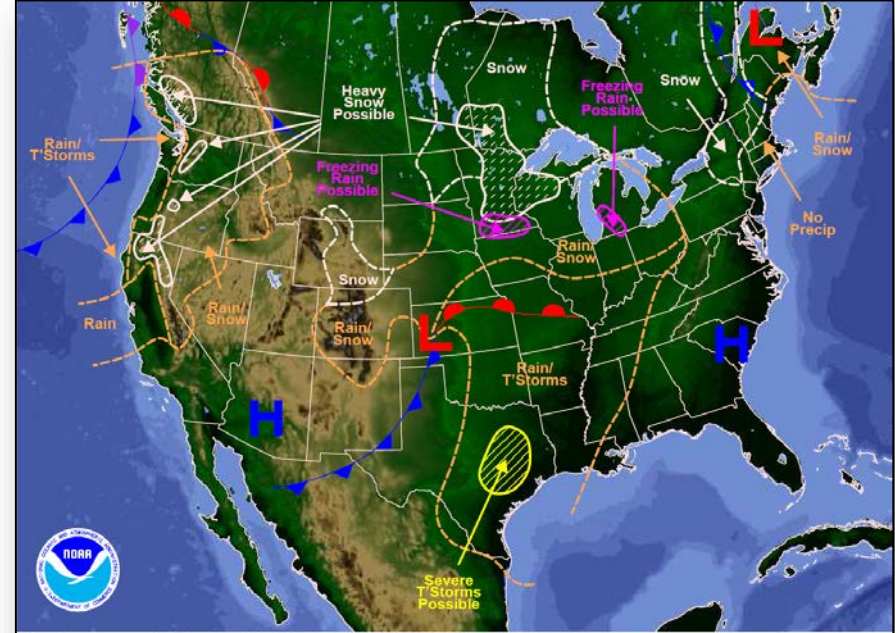 L
Snow
Snow
Heavy
Snow
Possible
Freezing
Rain
Possible
Rain/
T'Storms
Rain/
Snow
Freezing
Rain
Possible
No
Precip
Rain/
Snow
Snow
Rain
Rain/
Snow
Rain/
Snow
L
H
Rain/
T'Storms
H
NOAA
Severe
T'Storms
Possible